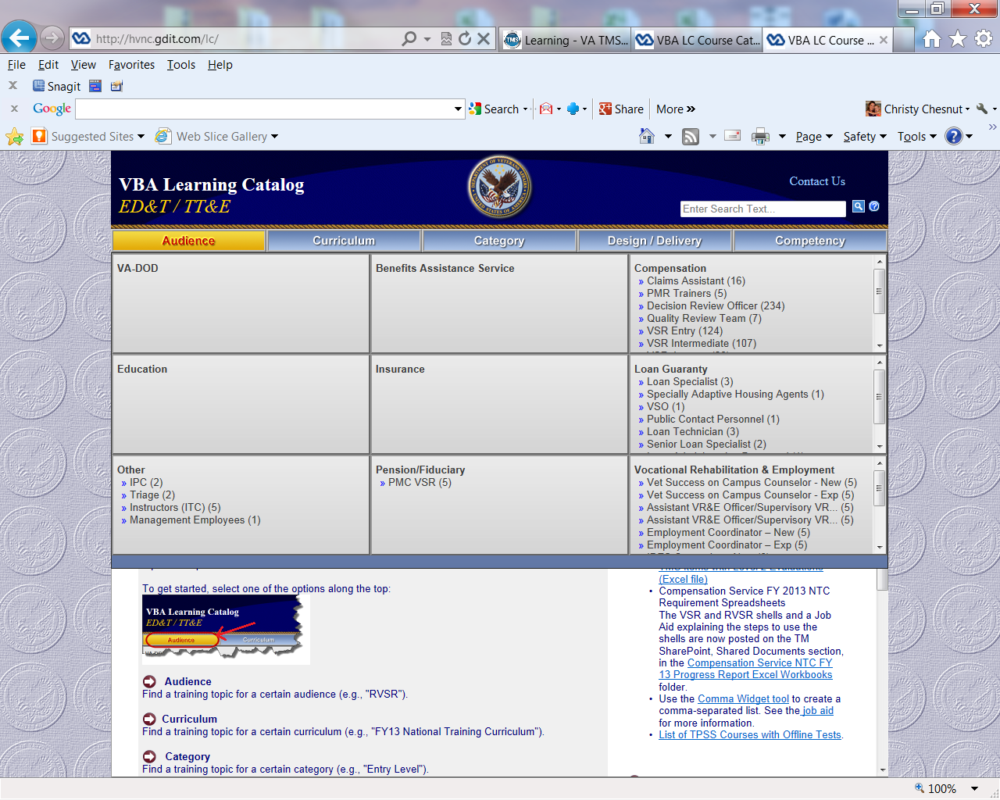 http://hvnc.gdit.com/lc/
Learning - VA TMS...
VBA LC Course Cat...
VBA LC Course ...
File Edit View Favorites Tools Help
x Snagit
x Google Search Share More » Christy Chesnut
Suggested Sites Web Slice Gallery Page Safety Tools »
VBA Learning Catalog
ED&T / TT&E
Contact Us
Enter Search Text...
Audience Curriculum Category Design / Delivery Competency
VA-DOD
Benefits Assistance Service
Compensation
» Claims Assistant (16)
» PMR Trainers (5)
» Decision Review Officer (234)
» Quality Review Team (7)
» VSR Entry (124)
» VSR Intermediate (107)
Education
Insurance
Loan Guaranty
» Loan Specialist (3)
» Specially Adaptive Housing Agents (1)
» VSO (1)
» Public Contact Personnel (1)
» Loan Technician (3)
» Senior Loan Specialist (2)
Other
» IPC (2)
» Triage (2)
» Instructors (ITC) (5)
» Management Employees (1)
Pension/Fiduciary
» PMC VSR (5)
Vocational Rehabilitation & Employment
» Vet Success on Campus Counselor - New (5)
» Vet Success on Campus Counselor - Exp (5)
» Assistant VR&E Officer/Supervisory VR... (5)
» Assistant VR&E Officer/Supervisory VR... (5)
» Employment Coordinator – New (5)
» Employment Coordinator – Exp (5)
To get started, select one of the options along the top:
VBA Learning Catalog
ED&T / TT&E
Audience Curriculum
Audience
Find a training topic for a certain audience (e.g., "RVSR").
Curriculum
Find a training topic for a certain curriculum (e.g., "FY13 National Training Curriculum").
Category
Find a training topic for a certain category (e.g., "Entry Level").
TMS Items with Level 2 Evaluations
(Excel file)
• Compensation Service FY 2013 NTC
Requirement Spreadsheets
The VSR and RVSR shells and a Job
Aid explaining the steps to use the
shells are now posted on the TM
SharePoint, Shared Documents section,
in the Compensation Service NTC FY
13 Progress Report Excel Workbooks
folder.
• Use the Comma Widget tool to create a
comma-separated list. See the job aid
for more information.
• List of TPSS Courses with Offline Tests.
100%